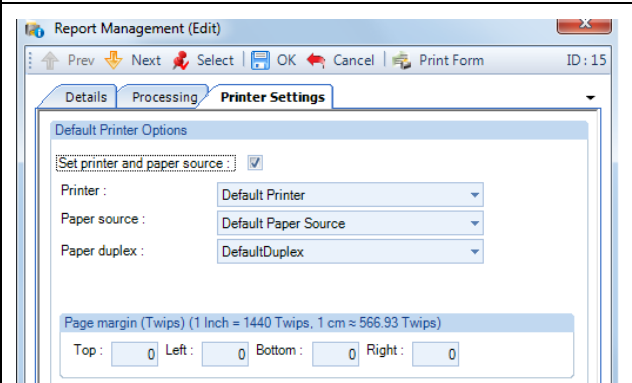 Report Management (Edit)
Prev Next Select OK Cancel Print Form ID : 15
Details Processing Printer Settings
Default Printer Options
Set printer and paper source :
Printer : Default Printer
Paper source : Default Paper Source
Paper duplex : DefaultDuplex
Page margin (Twips) (1 Inch = 1440 Twips, 1 cm ≈ 566.93 Twips)
Top : 0 Left : 0 Bottom : 0 Right : 0